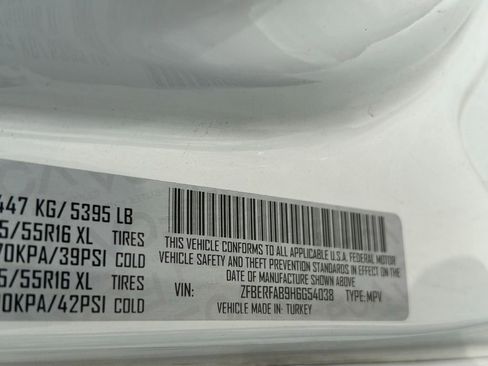 447 KG/ 5395 LB
5/55R16 XL TIRES
70KPA/39PSI COLD
5/55R16 XL TIRES
90KPA/42PSI COLD
THIS VEHICLE CONFORMS TO ALL APPLICABLE U.S.A. FEDERAL MOTOR
VEHICLE SAFETY AND THEFT PREVENTION STANDARDS IN EFFECT ON THE
DATE OF MANUFACTURE SHOWN ABOVE
VIN: ZFBERFAB9H6G54038 TYPE: MPV
VEHICLE MADE IN: TURKEY